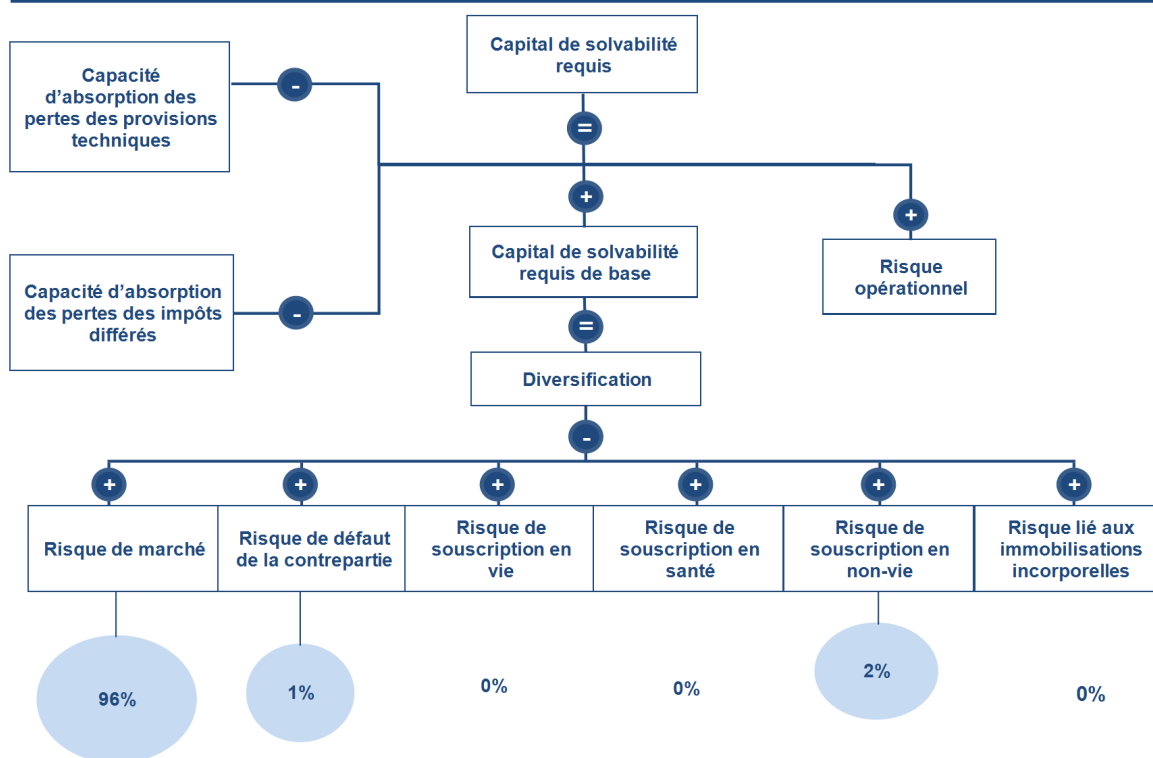 Capital de solvabilité
requis
Capacité
d'absorption des
pertes des provisions
techniques
-
=
+
+
Capital de solvabilité
requis de base
Risque
opérationnel
Capacité d'absorption
des pertes des impôts
différés
-
=
Diversification
-
+
+
+
+
+
+
Risque de marché
Risque de défaut
de la contrepartie
Risque de
souscription en
vie
Risque de
souscription en
santé
Risque de
souscription en
non-vie
Risque lié aux
immobilisations
incorporelles
96%
1%
0%
0%
2%
0%